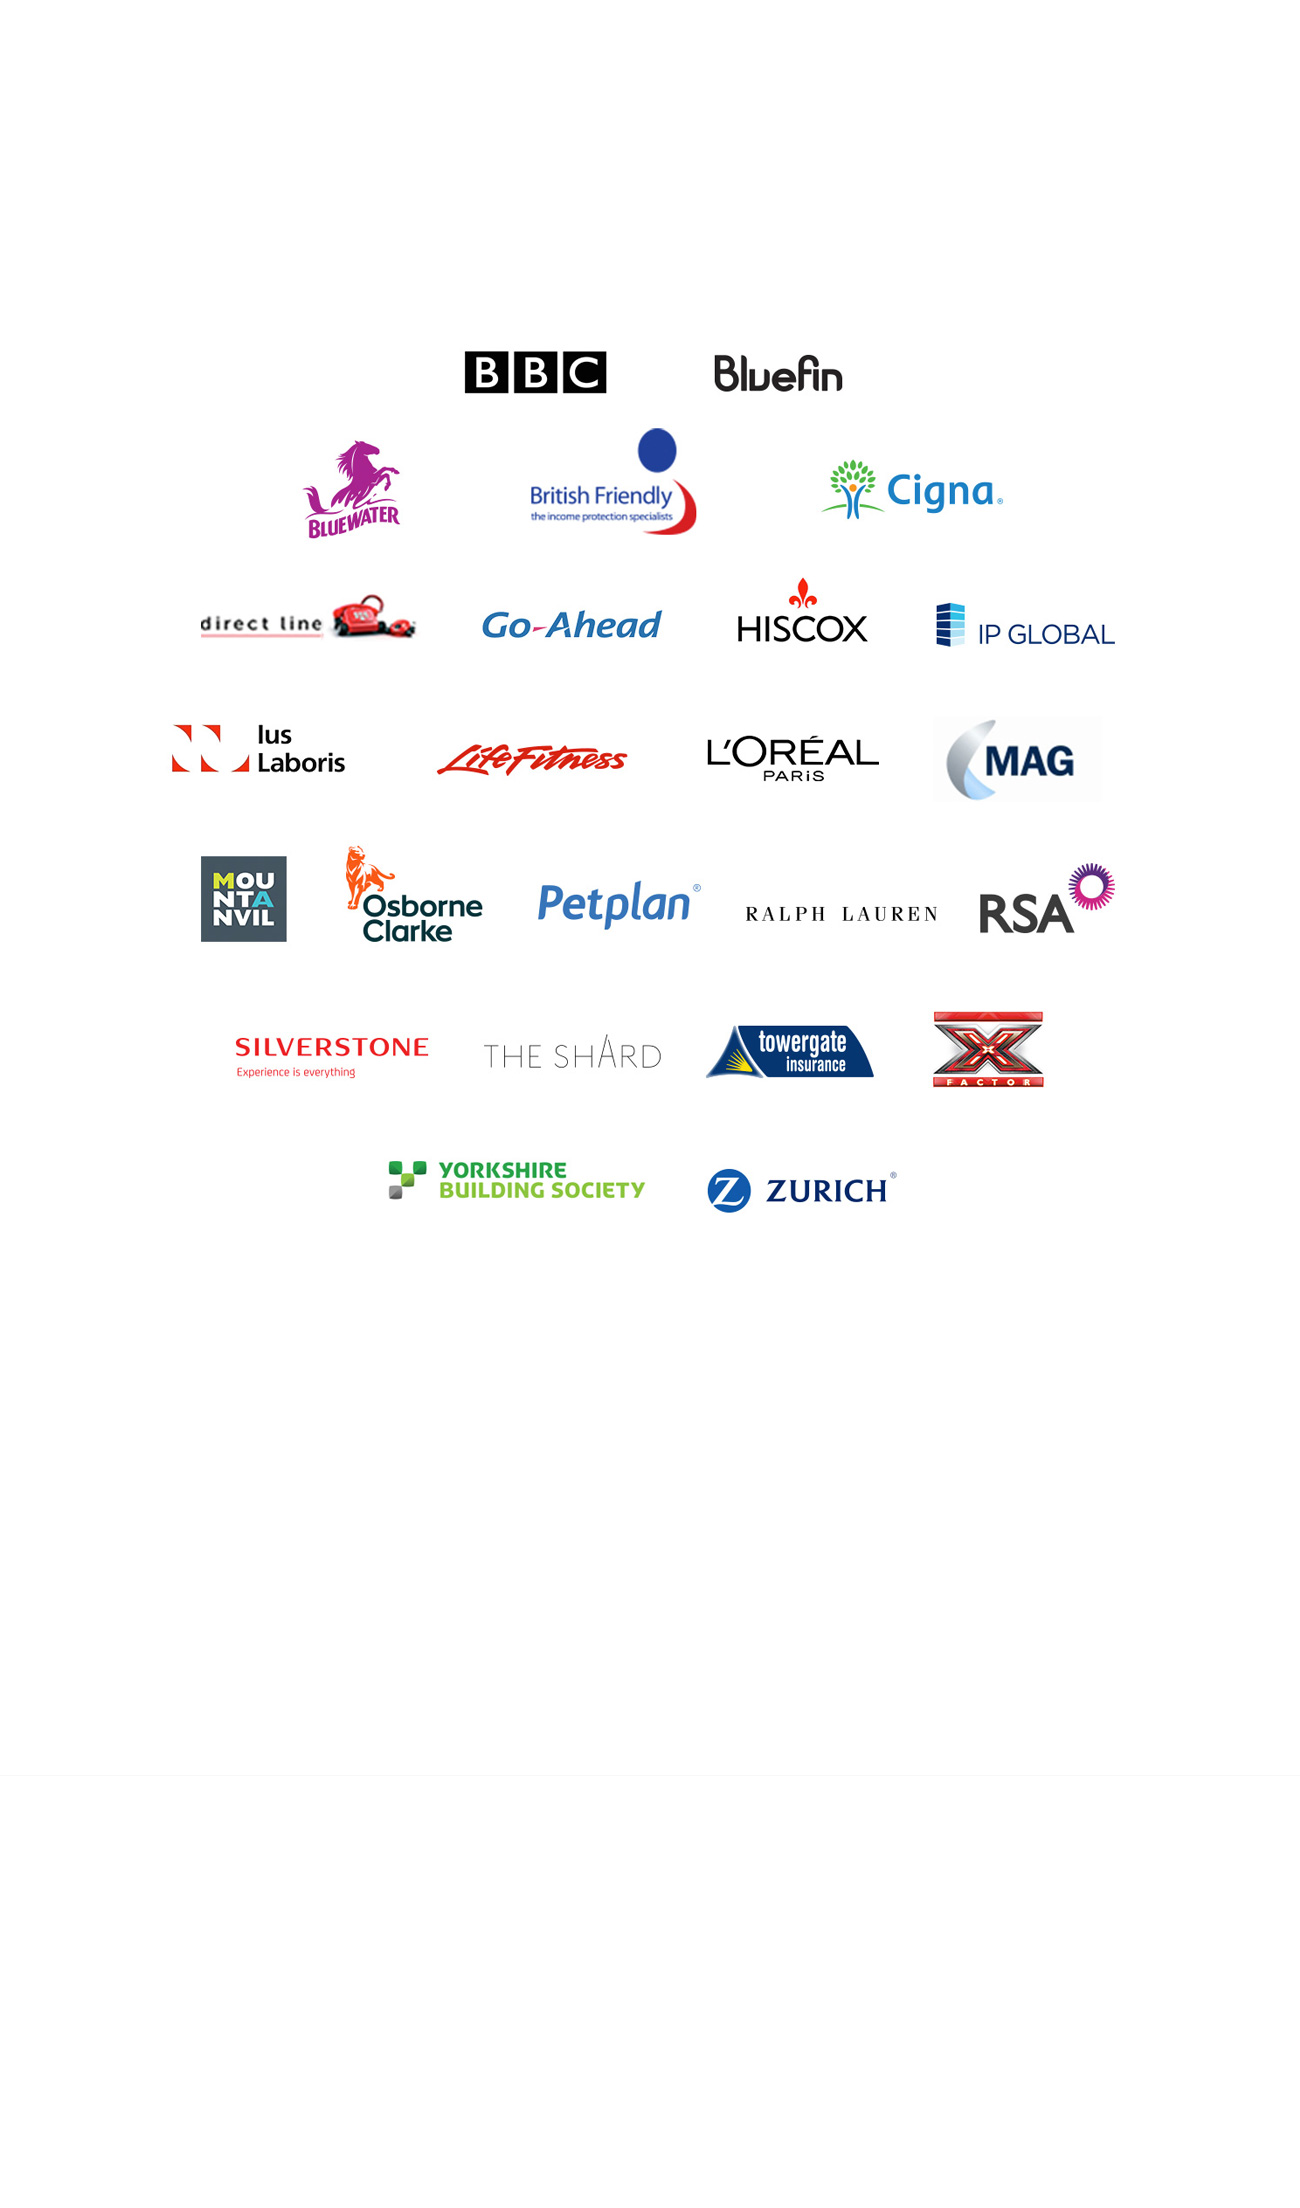 BBC
Bluefin
BLUEWATER
British Friendly
the income protection specialists
Cigna®
direct line
Go-Ahead
HISCOX
IP GLOBAL
Ius
Laboris
Life Fitness
L'ORÉAL
PARiS
MAG
MOU
NTA
NVIL
Osborne
Clarke
Petplan®
RALPH LAUREN
RSA
SILVERSTONE
Experience is everything
THE SHARD
towergate
insurance
X
FACTOR
YORKSHIRE
BUILDING SOCIETY
Z ZURICH®